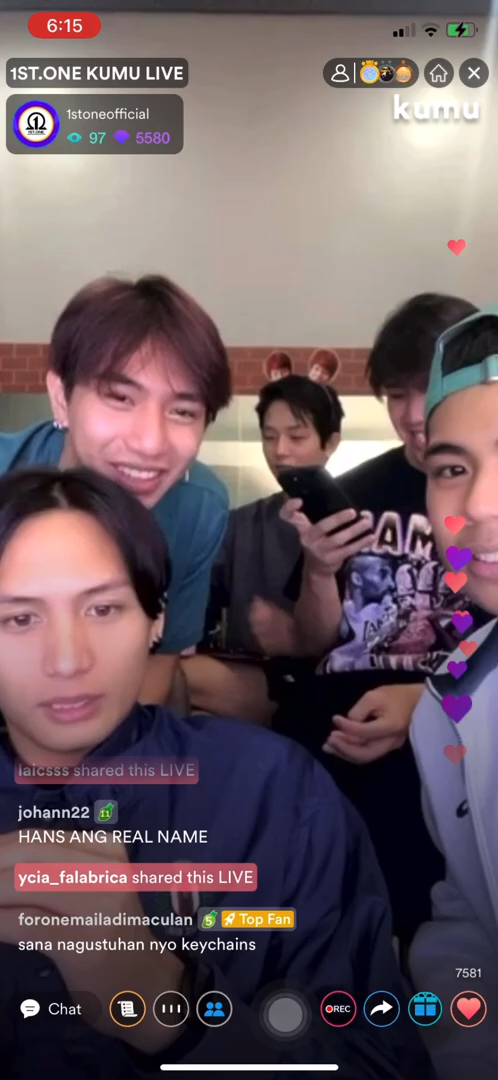 6:15
1ST.ONE KUMU LIVE
kumu
1stoneofficial
97 5580
laicsss shared this LIVE
johann22 11
HANS ANG REAL NAME
ycia_falabrica shared this LIVE
foronemailadimaculan 5 Top Fan
sana nagustuhan nyo keychains
7581
Chat
REC